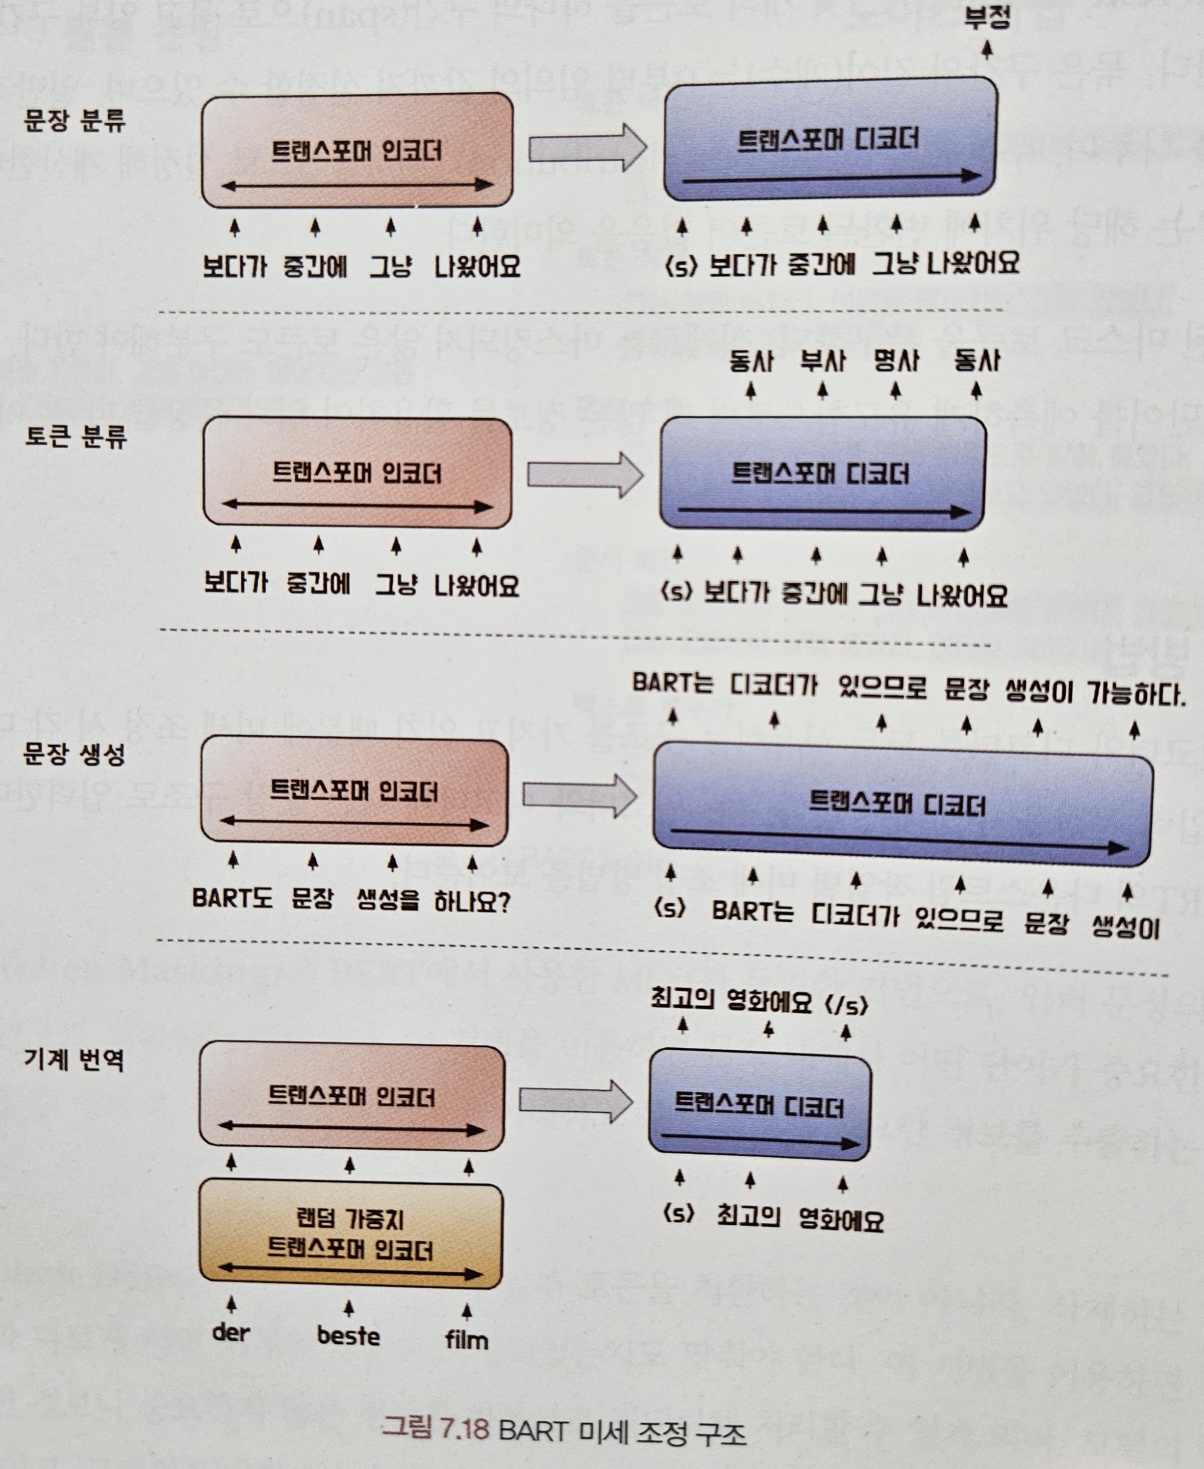 부정
문장 분류
트랜스포머 인코더
트랜스포머 디코더
보다가 중간에 그냥 나왔어요
⟨s⟩ 보다가 중간에 그냥 나왔어요
동사 부사 명사 동사
토큰 분류
트랜스포머 인코더
트랜스포머 디코더
보다가 중간에 그냥 나왔어요
⟨s⟩ 보다가 중간에 그냥 나왔어요
BART는 디코더가 있으므로 문장 생성이 가능하다.
문장 생성
트랜스포머 인코더
트랜스포머 디코더
BART도 문장 생성을 하나요?
⟨s⟩ BART는 디코더가 있으므로 문장 생성이
최고의 영화에요 ⟨/s⟩
기계 번역
트랜스포머 인코더
트랜스포머 디코더
⟨s⟩ 최고의 영화에요
랜덤 가중치
트랜스포머 인코더
der beste film
그림 7.18 BART 미세 조정 구조